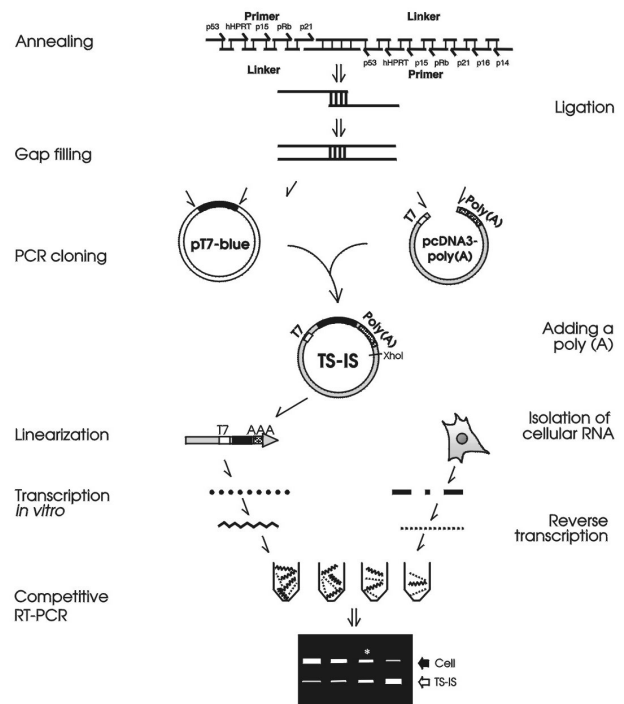 Primer
Linker
p53 hHPRT p15 pRb p21
Annealing
p53 hHPRT p15 pRb p21 p16 p14
Linker
Primer
Ligation
Gap filling
T7
Poly(A)
pT7-blue
pcDNA3-
poly(A)
PCR cloning
T7
Poly(A)
TS-IS
XhoI
Adding a
poly (A)
T7 AAA
Linearization
Isolation of
cellular RNA
Transcription
In vitro
Reverse
transcription
Competitive
RT-PCR
*
Cell
TS-IS